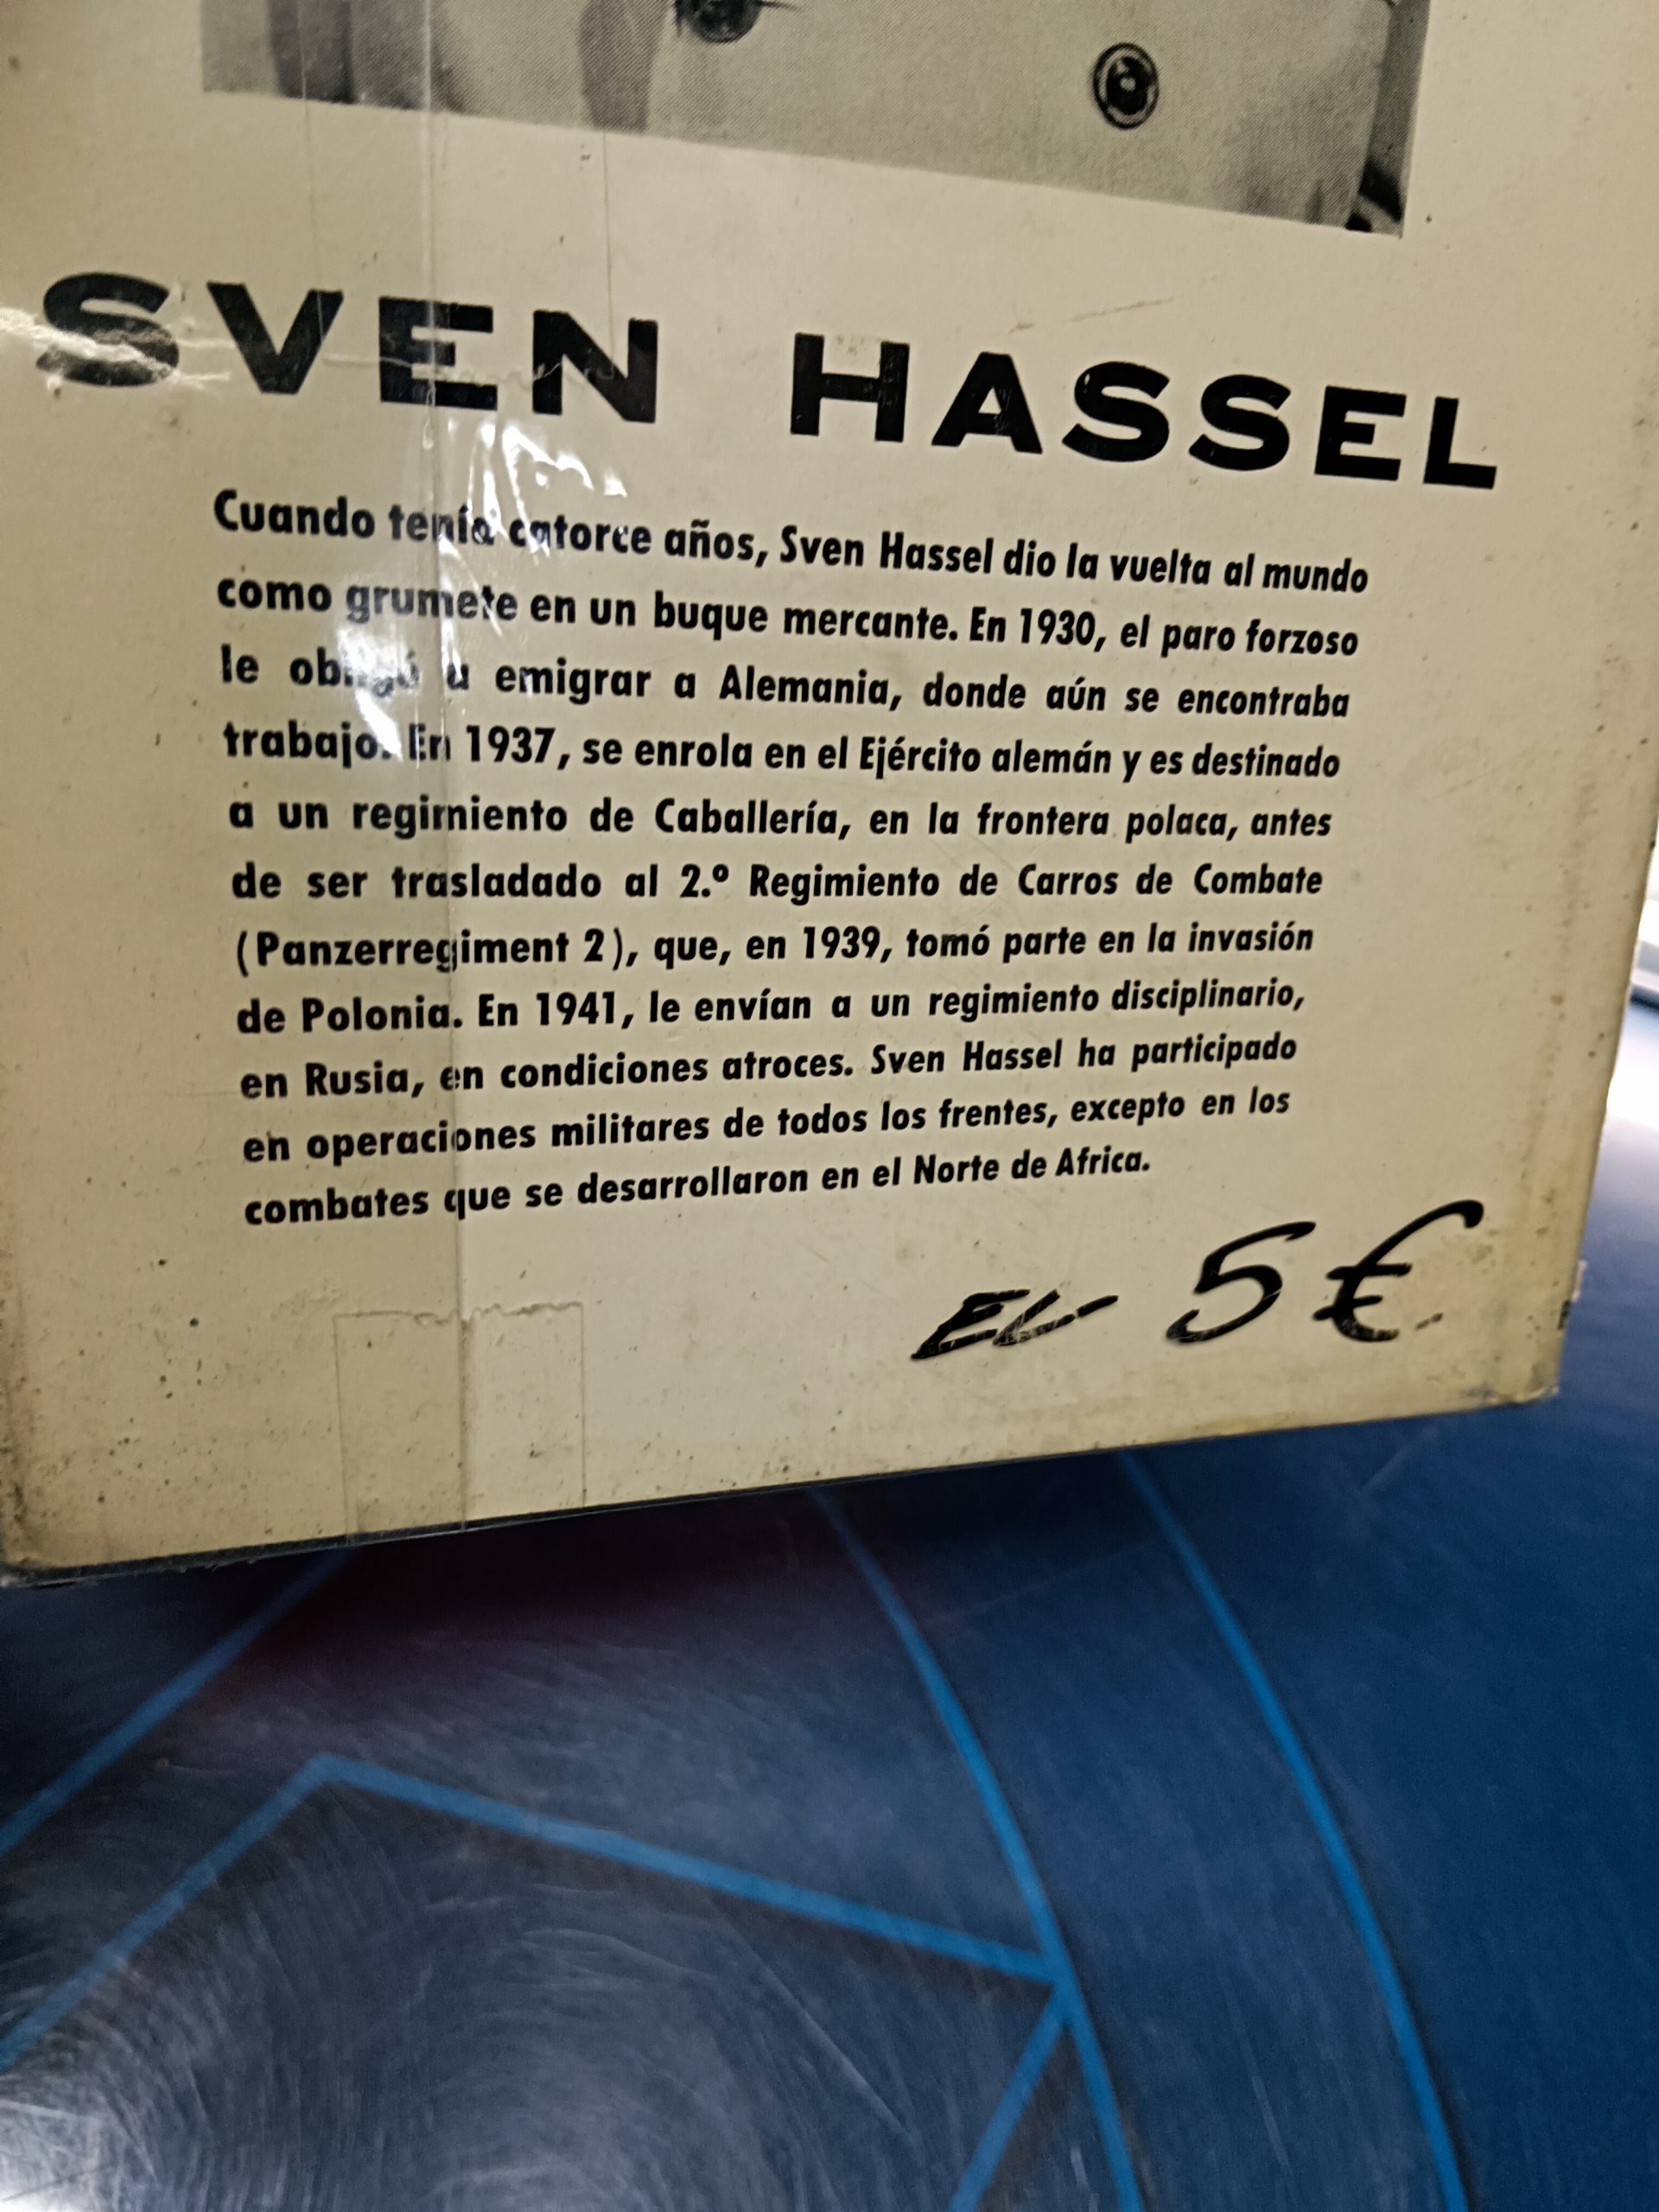 SVEN HASSEL
Cuando tenía catorce años, Sven Hassel dio la vuelta al mundo
como grumete en un buque mercante. En 1930, el paro forzoso
le obligó a emigrar a Alemania, donde aún se encontraba
trabajo. En 1937, se enrola en el Ejército alemán y es destinado
a un regimiento de Caballería, en la frontera polaca, antes
de ser trasladado al 2.º Regimiento de Carros de Combate
(Panzerregiment 2), que, en 1939, tomó parte en la invasión
de Polonia. En 1941, le envían a un regimiento disciplinario,
en Rusia, en condiciones atroces. Sven Hassel ha participado
en operaciones militares de todos los frentes, excepto en los
combates que se desarrollaron en el Norte de Africa.
5€